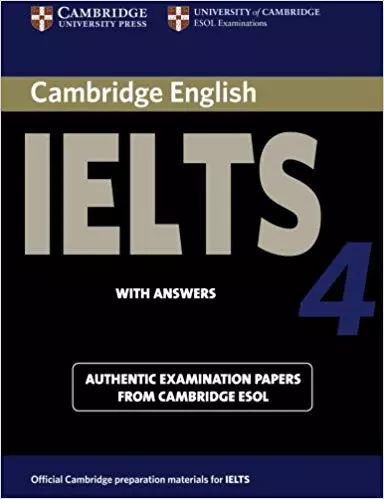 CAMBRIDGE
UNIVERSITY PRESS
UNIVERSITY of CAMBRIDGE
ESOL Examinations
Cambridge English
IELTS
4
WITH ANSWERS
AUTHENTIC EXAMINATION PAPERS
FROM CAMBRIDGE ESOL
Official Cambridge preparation materials for IELTS